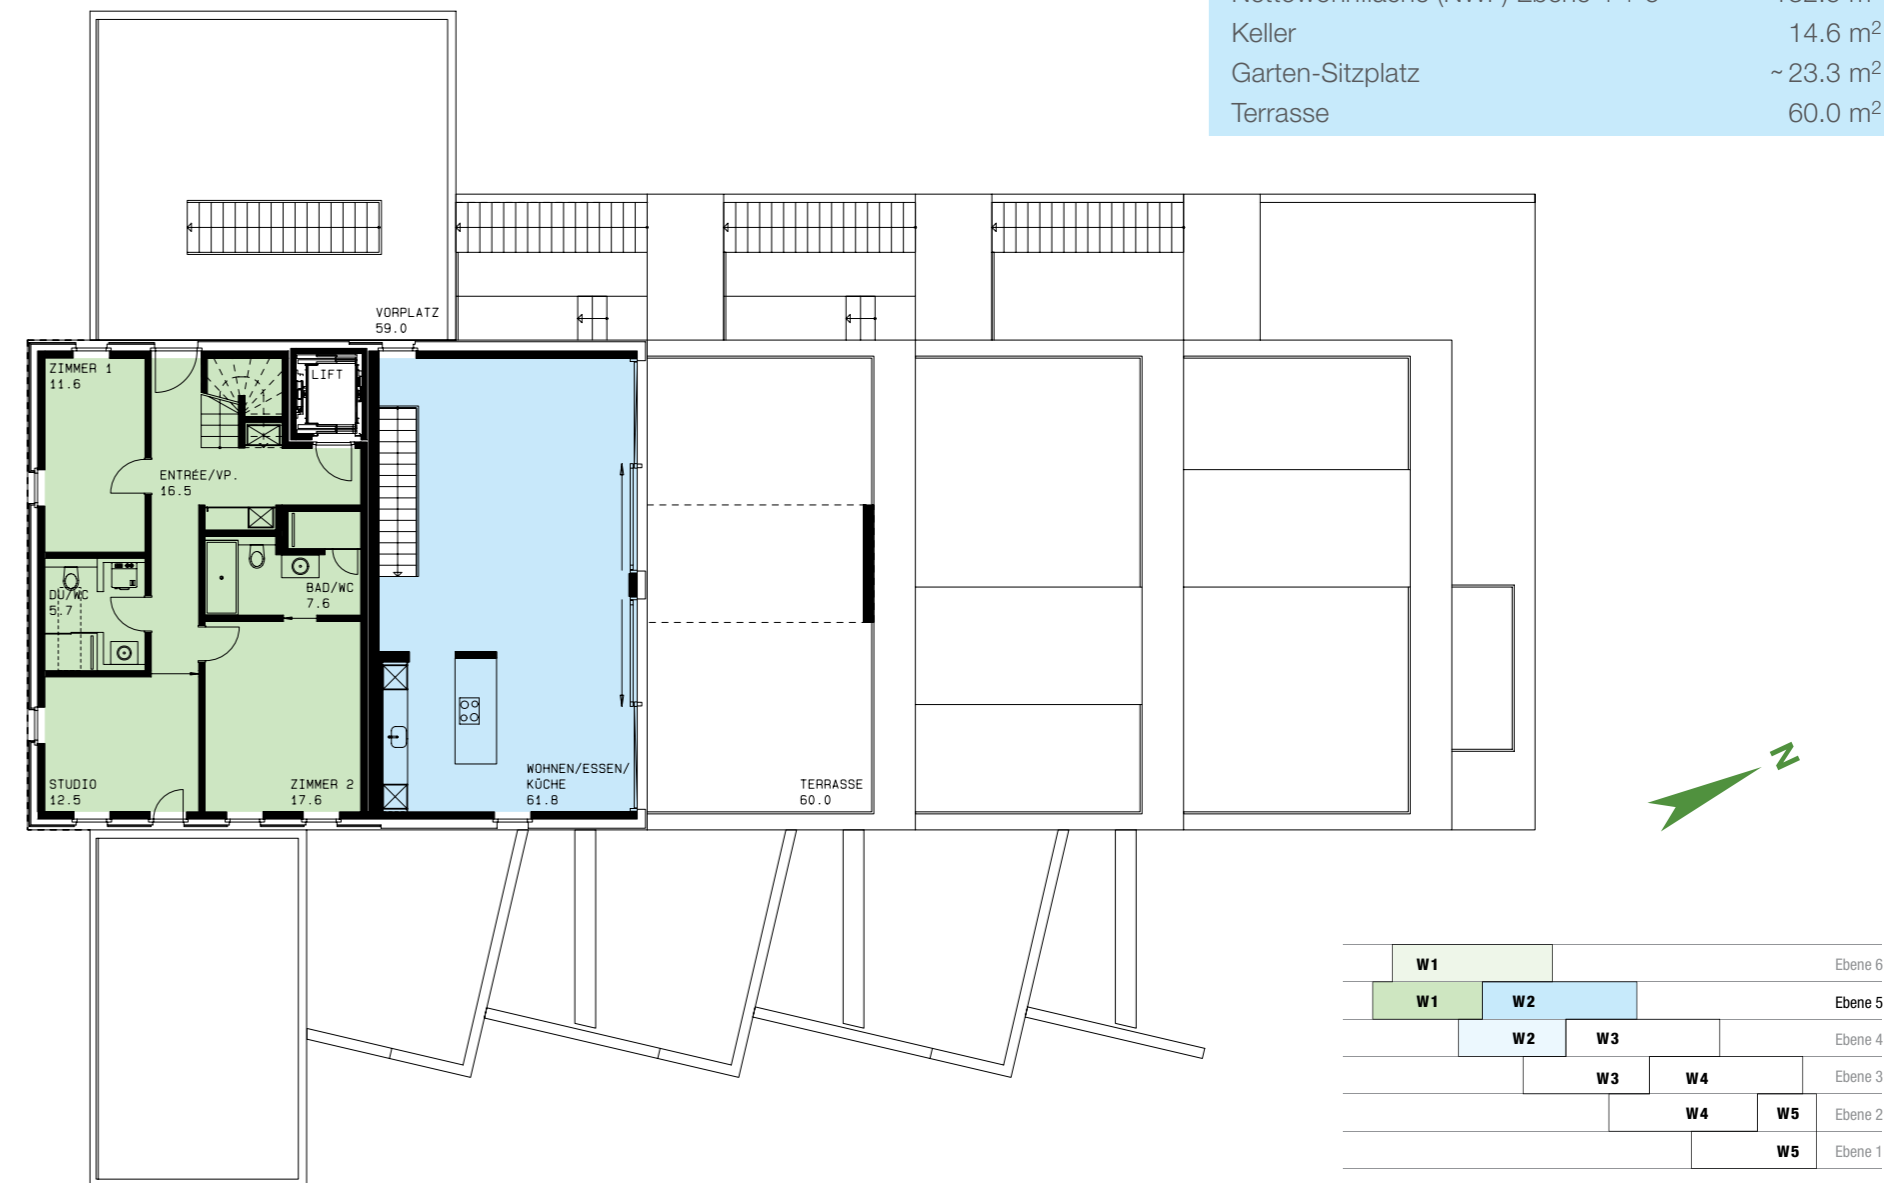 Keller 14.6 m²
Garten-Sitzplatz ~ 23.3 m²
Terrasse 60.0 m²
VORPLATZ
59.0
ZIMMER 1
11.6
LIFT
ENTRÉE/VP.
16.5
DU/WC
5.7
BAD/WC
7.6
STUDIO
12.5
ZIMMER 2
17.6
WOHNEN/ESSEN/
KÜCHE
61.8
TERRASSE
60.0
N
W1 Ebene 6
W1 W2 Ebene 5
W2 W3 Ebene 4
W3 W4 Ebene 3
W4 W5 Ebene 2
W5 Ebene 1